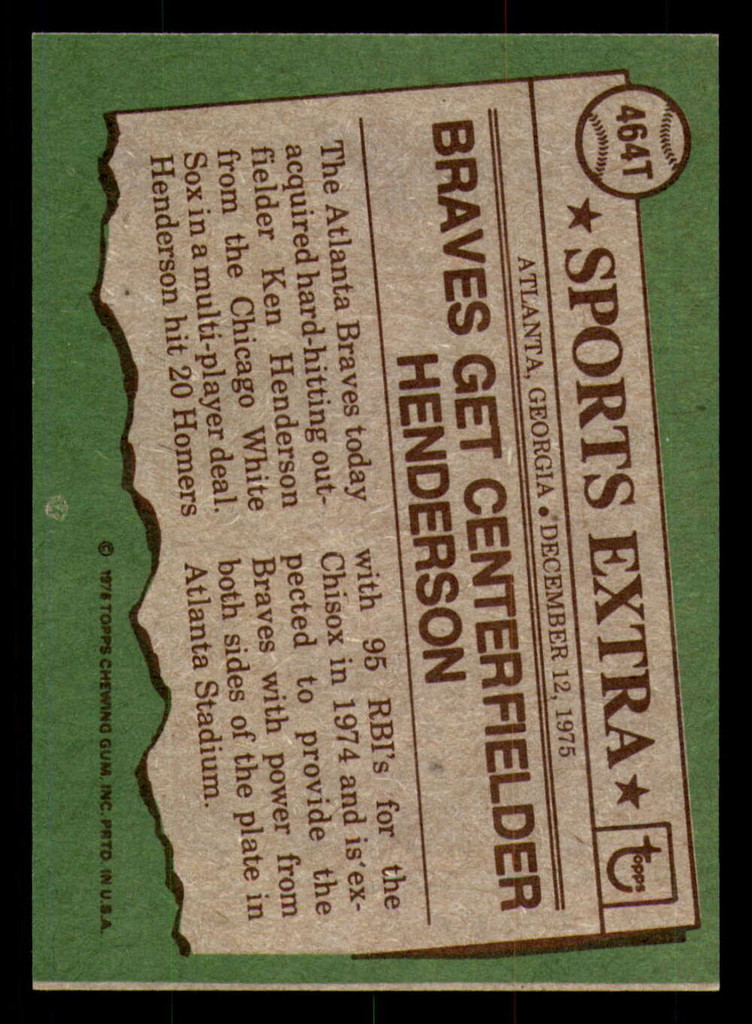 464T
★ SPORTS EXTRA ★
topps
ATLANTA, GEORGIA • DECEMBER 12, 1975
BRAVES GET CENTERFIELDER
HENDERSON
The Atlanta Braves today
acquired hard-hitting out-
fielder Ken Henderson
from the Chicago White
Sox in a multi-player deal.
Henderson hit 20 Homers
with 95 RBI's for the
Chisox in 1974 and is ex-
pected to provide the
Braves with power from
both sides of the plate in
Atlanta Stadium.
© 1976 TOPPS CHEWING GUM, INC. PRTD. IN U.S.A.